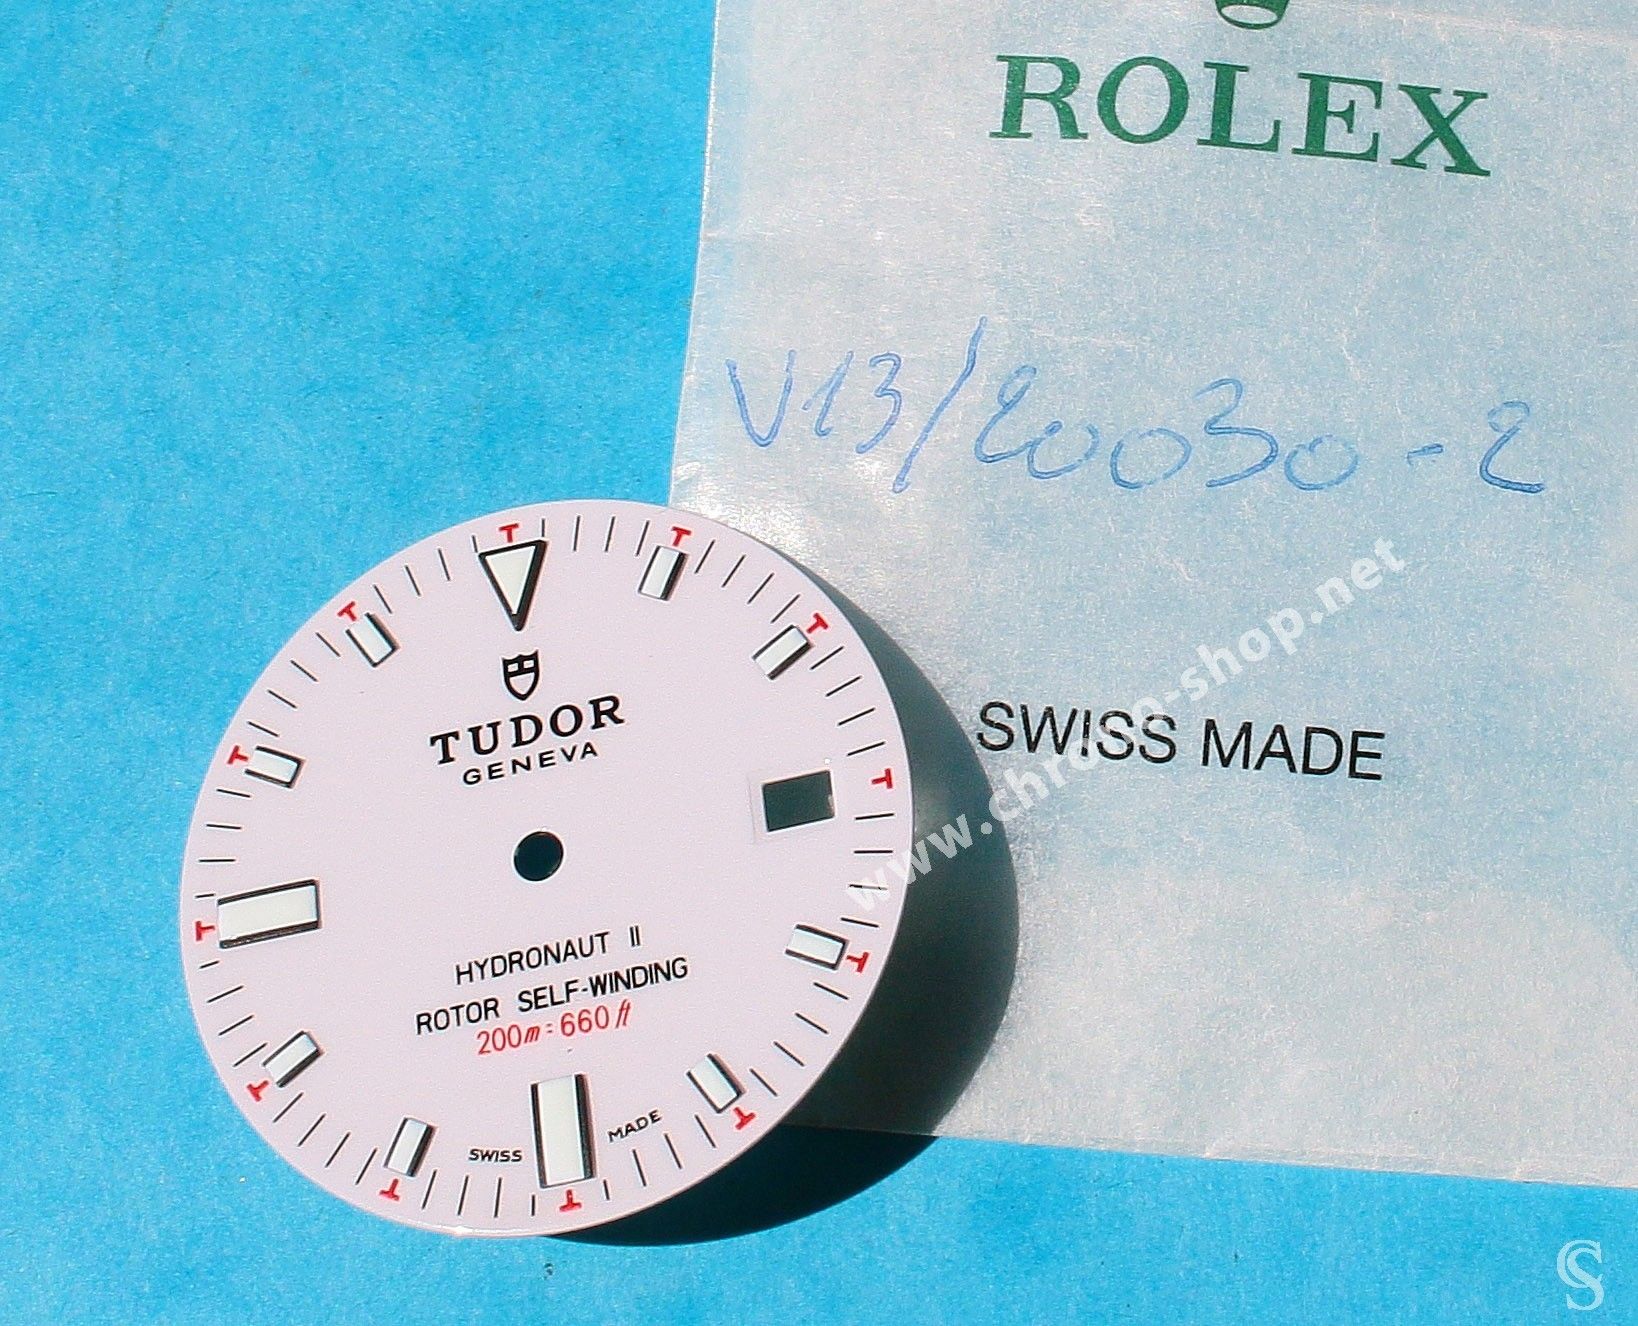 ROLEX
V13/20030-2
SWISS MADE
www.chrono-shop.net
T T T T T T T T T T T T
TUDOR
GENEVA
HYDRONAUT II
ROTOR SELF-WINDING
200m=660ft
SWISS MADE
CS